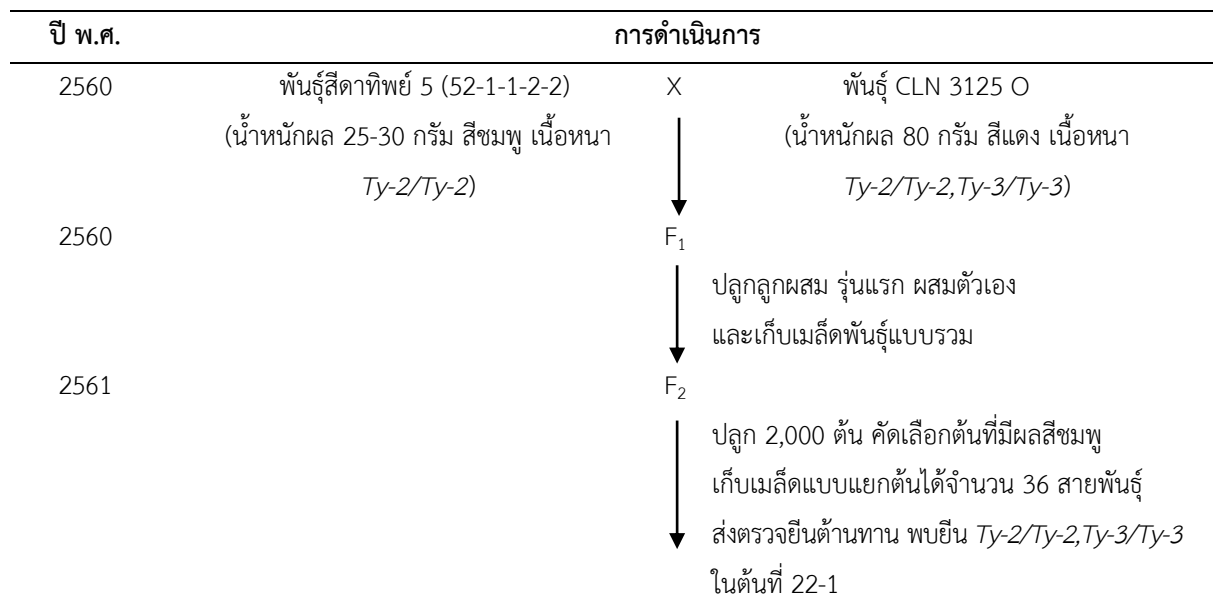 ปี พ.ศ. การดำเนินการ
2560 พันธุ์สีดาทิพย์ 5 (52-1-1-2-2) X พันธุ์ CLN 3125 O
(น้ำหนักผล 25-30 กรัม สีชมพู เนื้อหนา (น้ำหนักผล 80 กรัม สีแดง เนื้อหนา
Ty-2/Ty-2) Ty-2/Ty-2,Ty-3/Ty-3)
2560 F₁
ปลูกลูกผสม รุ่นแรก ผสมตัวเอง
และเก็บเมล็ดพันธุ์แบบรวม
2561 F₂
ปลูก 2,000 ต้น คัดเลือกต้นที่มีผลสีชมพู
เก็บเมล็ดแบบแยกต้นได้จำนวน 36 สายพันธุ์
ส่งตรวจยีนต้านทาน พบยีน Ty-2/Ty-2,Ty-3/Ty-3
ในต้นที่ 22-1